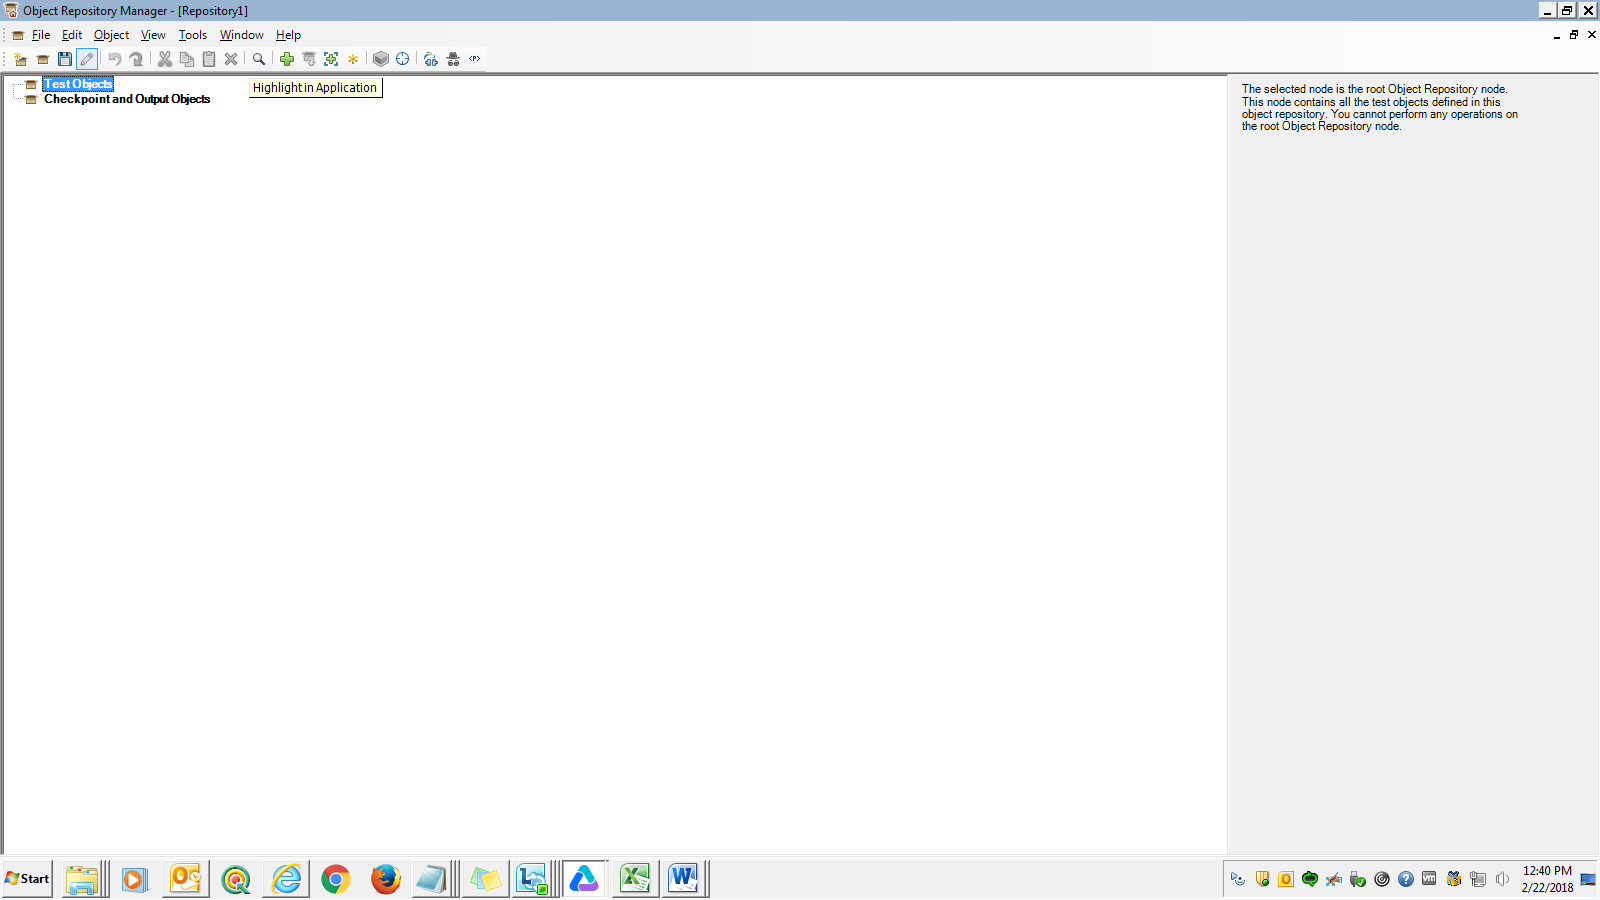 Object Repository Manager - [Repository1]
File Edit Object View Tools Window Help
<P>
Test Objects
Highlight in Application
Checkpoint and Output Objects
The selected node is the root Object Repository node.
This node contains all the test objects defined in this
object repository. You cannot perform any operations on
the root Object Repository node.
Start
12:40 PM
2/22/2018